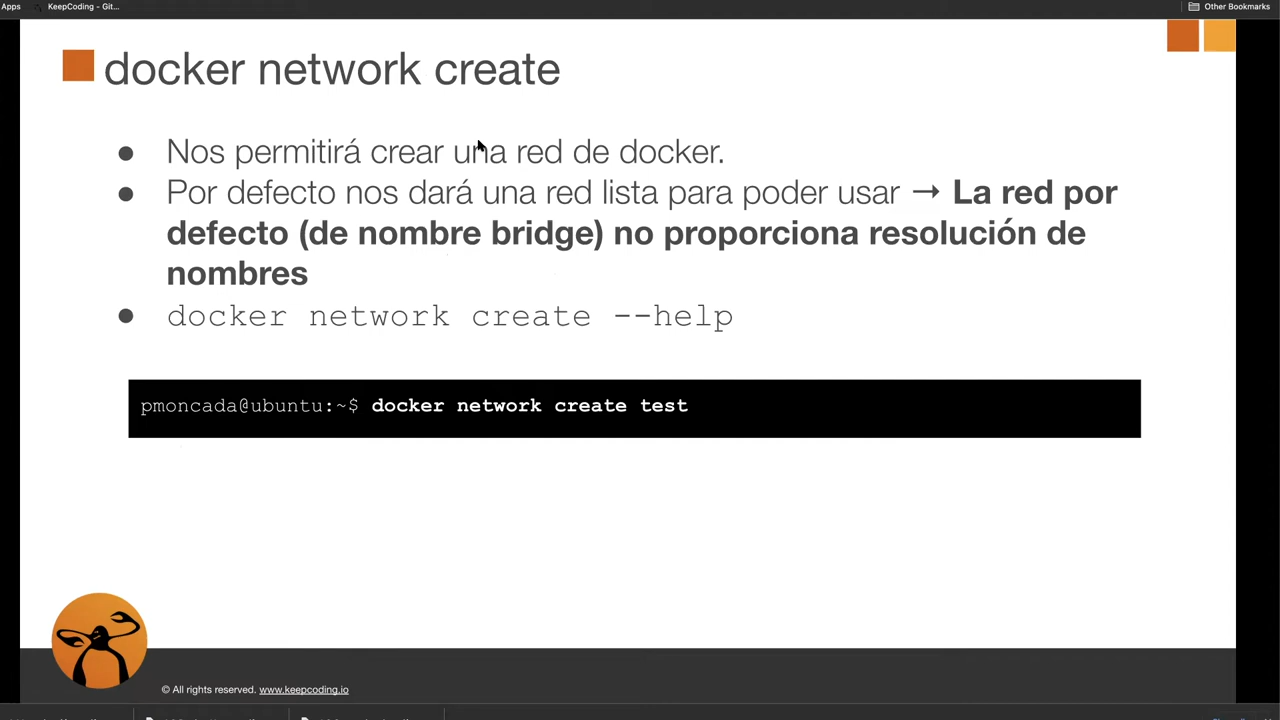 Apps KeepCoding - Git... Other Bookmarks
docker network create
● Nos permitirá crear una red de docker.
● Por defecto nos dará una red lista para poder usar → La red por
defecto (de nombre bridge) no proporciona resolución de
nombres
● docker network create --help
pmoncada@ubuntu:~$ docker network create test
© All rights reserved. www.keepcoding.io